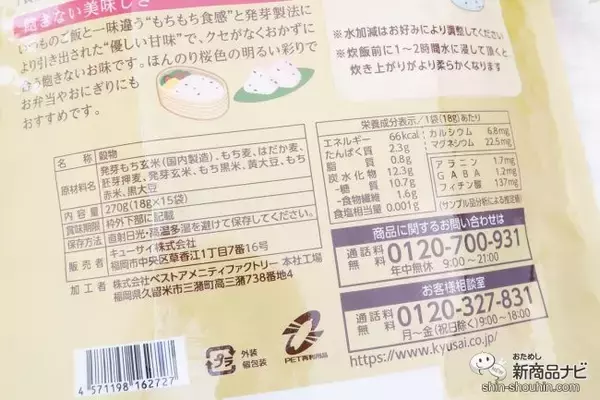 飽きない美味しさ
いつものご飯と一味違う“もちもち食感”と発芽製法に
より引き出された“優しい甘味”で、クセがなくおかずに
合う飽きないお味です。ほんのり桜色の明るい彩りで
お弁当やおにぎりにも
おすすめです。
※水加減はお好みにより調整してください
※炊飯前に1〜2時間水に浸して頂くと
炊き上がりがより柔らかくなります
名称 穀物
原材料名 発芽もち玄米(国内製造)、もち麦、はだか麦、
胚芽押麦、発芽玄米、もち黒米、黄大豆、もち
赤米、黒大豆
内容量 270g(18g×15袋)
賞味期限 枠外下部に記載
保存方法 直射日光・高温多湿を避けて保存してください。
販売者 キューサイ株式会社
福岡市中央区草香江1丁目7番16号
加工者 株式会社ベストアメニティファクトリー 本社工場
福岡県久留米市三潴町高三潴738番地4
栄養成分表示/1袋(18g)あたり
エネルギー 66kcal
たんぱく質 2.3g
脂質 0.8g
炭水化物 12.3g
-糖質 10.7g
-食物繊維 1.6g
食塩相当量 0.001g
カルシウム 6.8mg
マグネシウム 22.5mg
アラニン 1.7mg
GABA 1.2mg
フィチン酸 137mg
(サンプル品分析による推定値)
商品に関するお問い合わせは
通話料無料 0120-700-931
年中無休 9:00〜21:00
お客様相談室
通話料無料 0120-327-831
月〜金(祝日除く)9:00〜18:00
https://www.kyusai.co.jp/
プラ
外装
個包装
PET再利用品
4571198162727
おためし
新商品ナビ
shin-shouhin.com